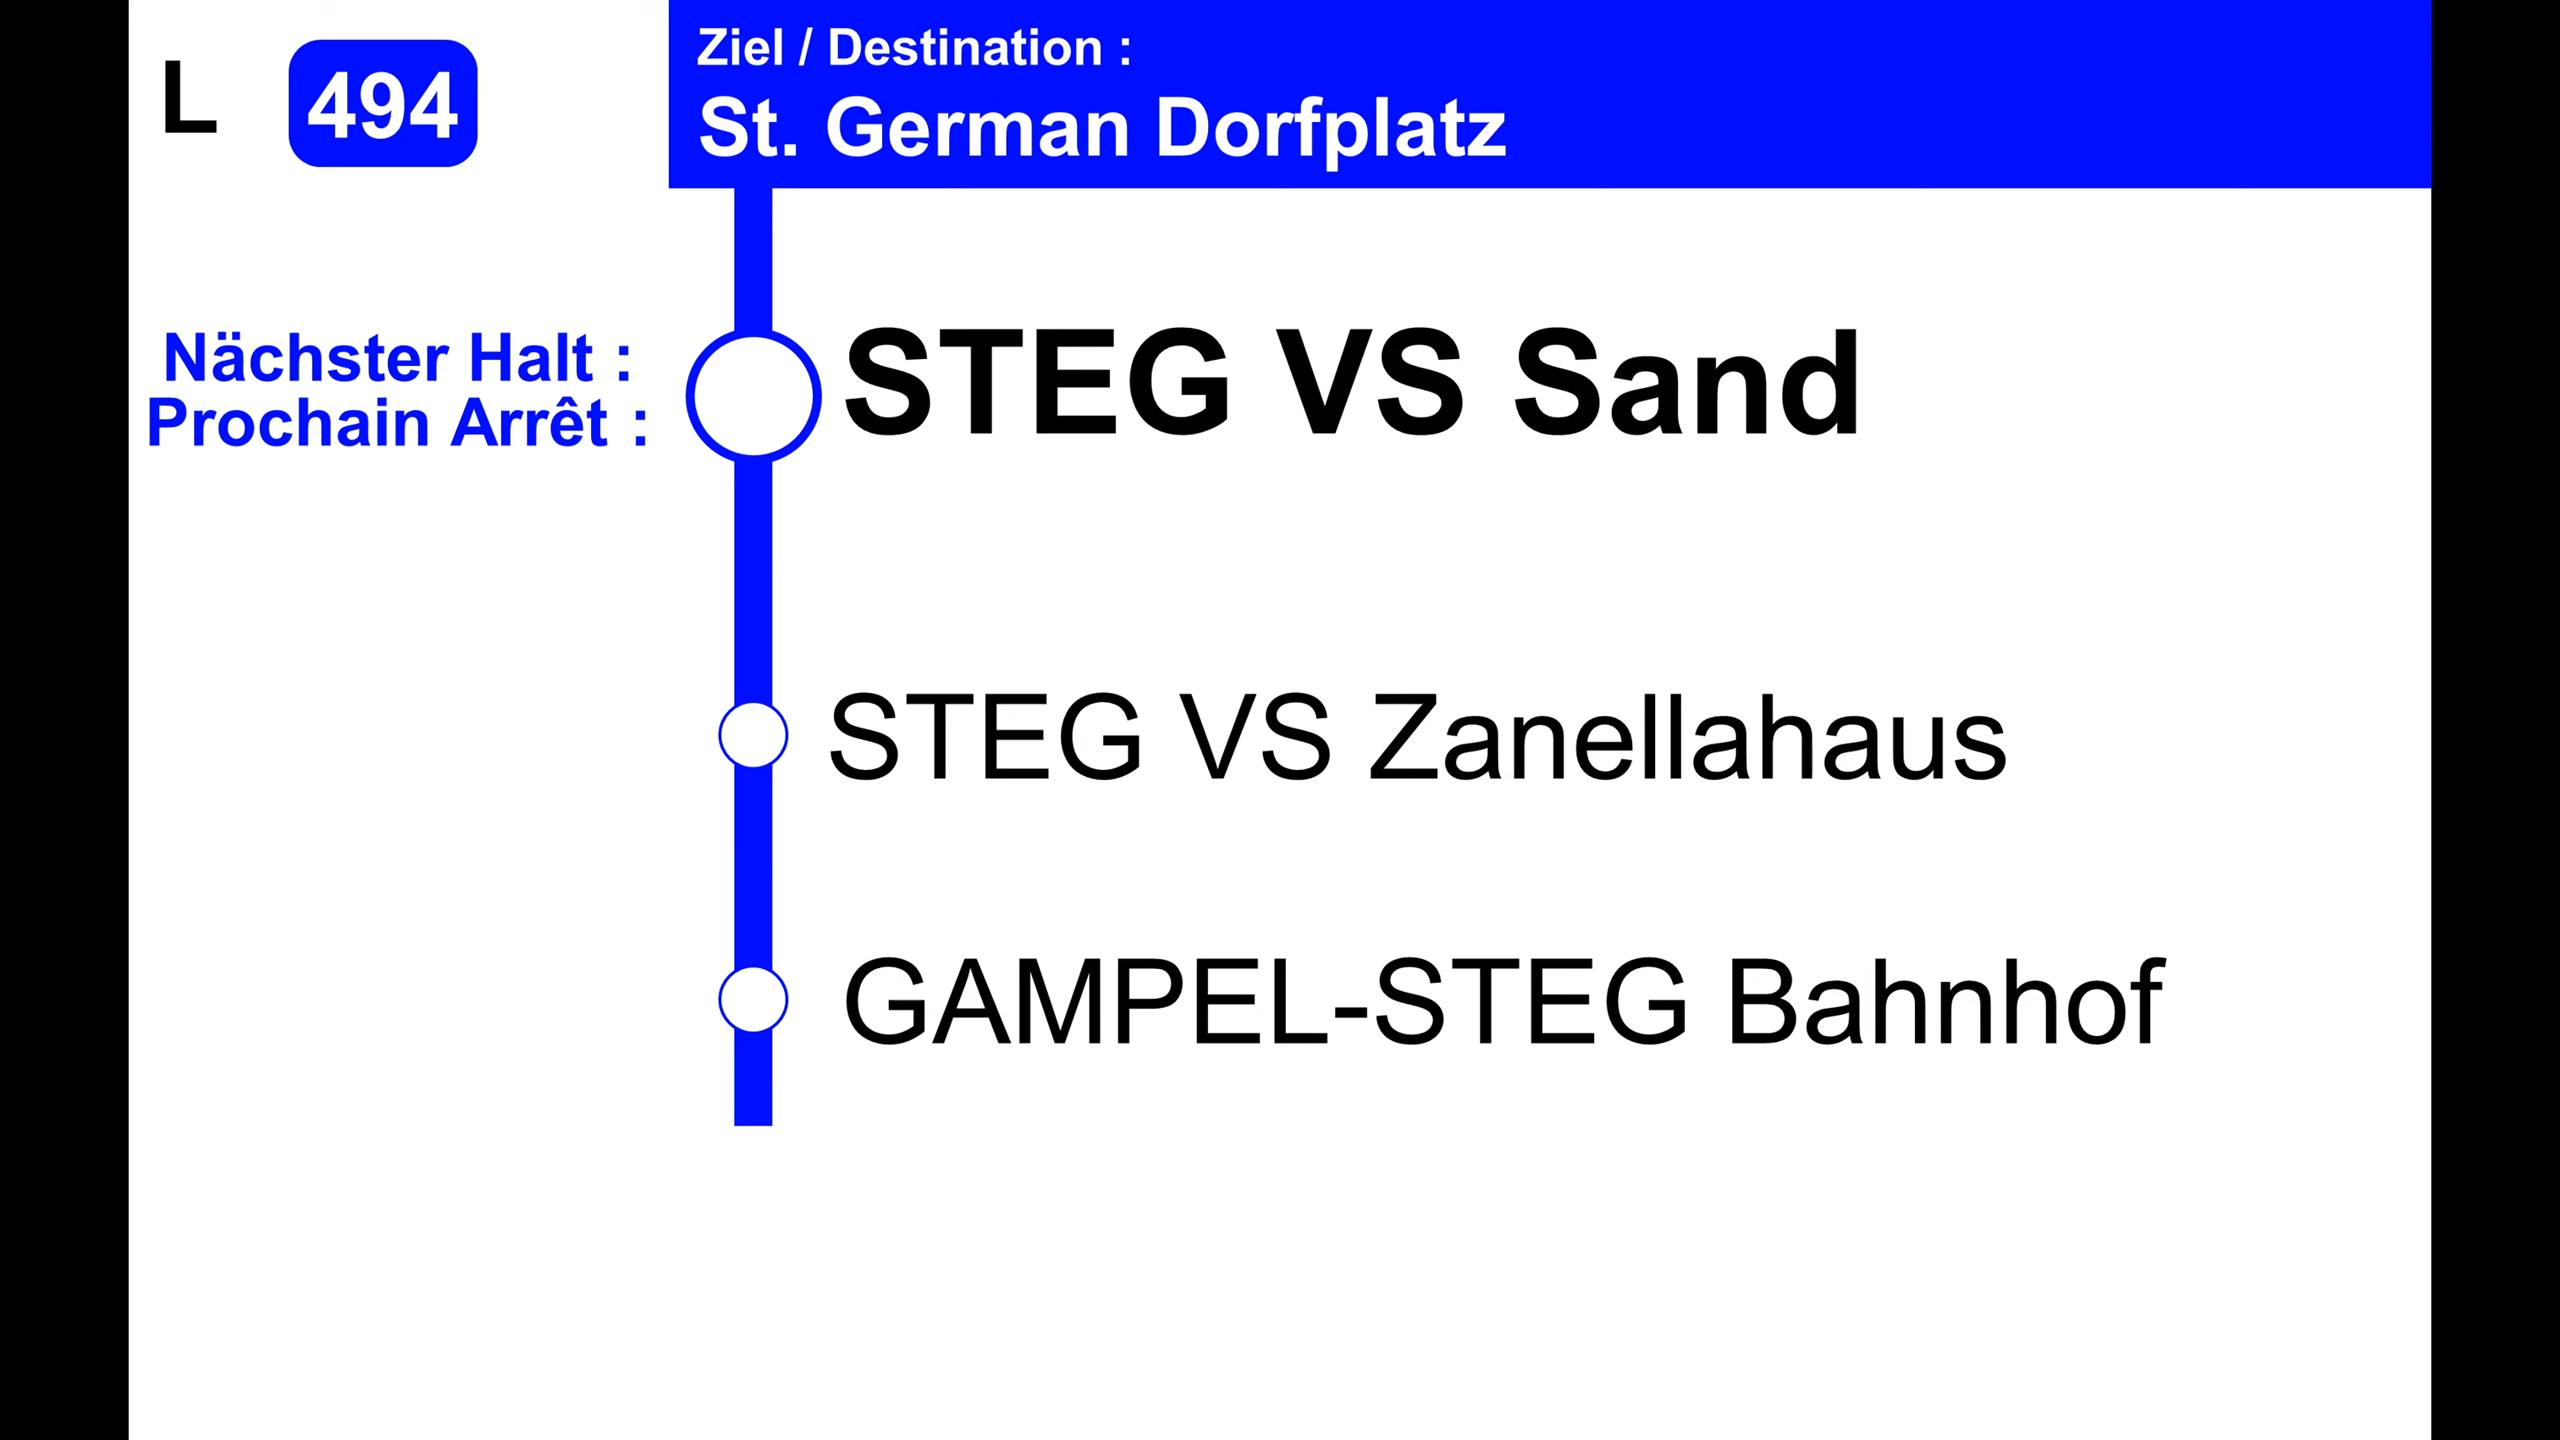 L 494
Ziel / Destination :
St. German Dorfplatz
Nächster Halt :
Prochain Arrêt :
STEG VS Sand
STEG VS Zanellahaus
GAMPEL-STEG Bahnhof